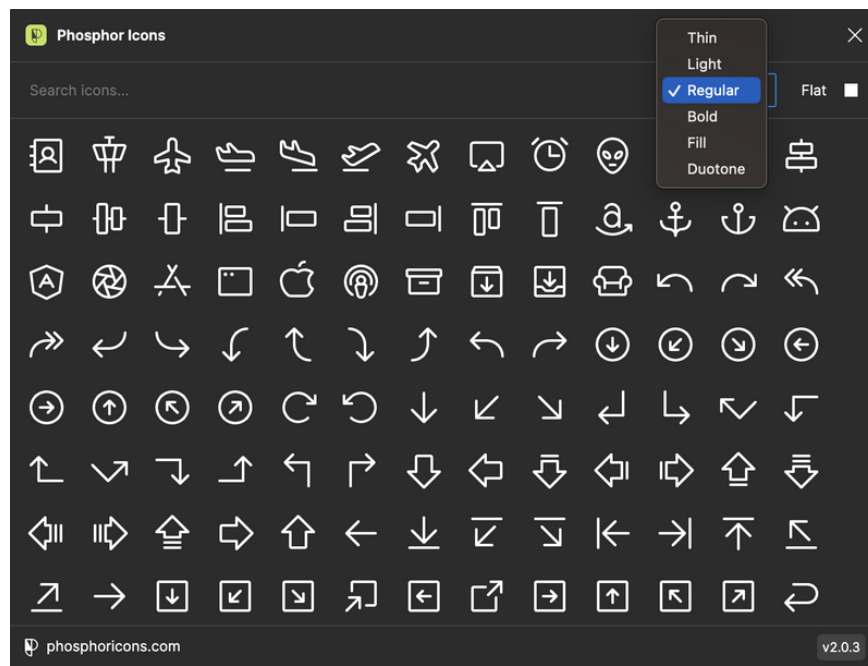 Phosphor Icons
Search icons...
Thin
Light
✓ Regular
Bold
Fill
Duotone
Flat
phosphoricons.com
v2.0.3